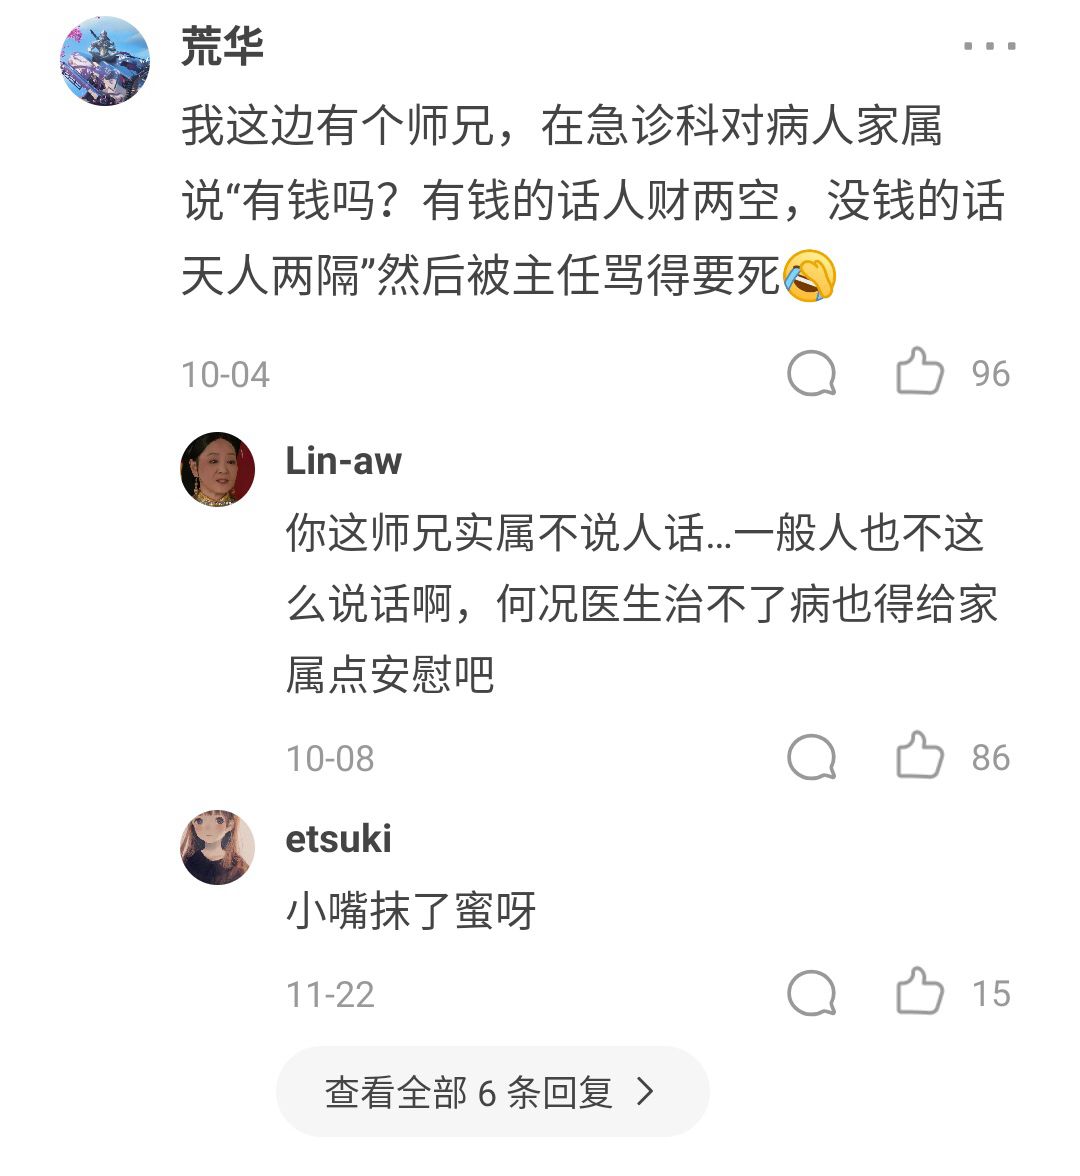 荒华
我这边有个师兄，在急诊科对病人家属
说“有钱吗？有钱的话人财两空，没钱的话
天人两隔”然后被主任骂得要死🤣
10-04
96
Lin-aw
你这师兄实属不说人话...一般人也不这
么说话啊，何况医生治不了病也得给家
属点安慰吧
10-08
86
etsuki
小嘴抹了蜜呀
11-22
15
查看全部 6 条回复 >